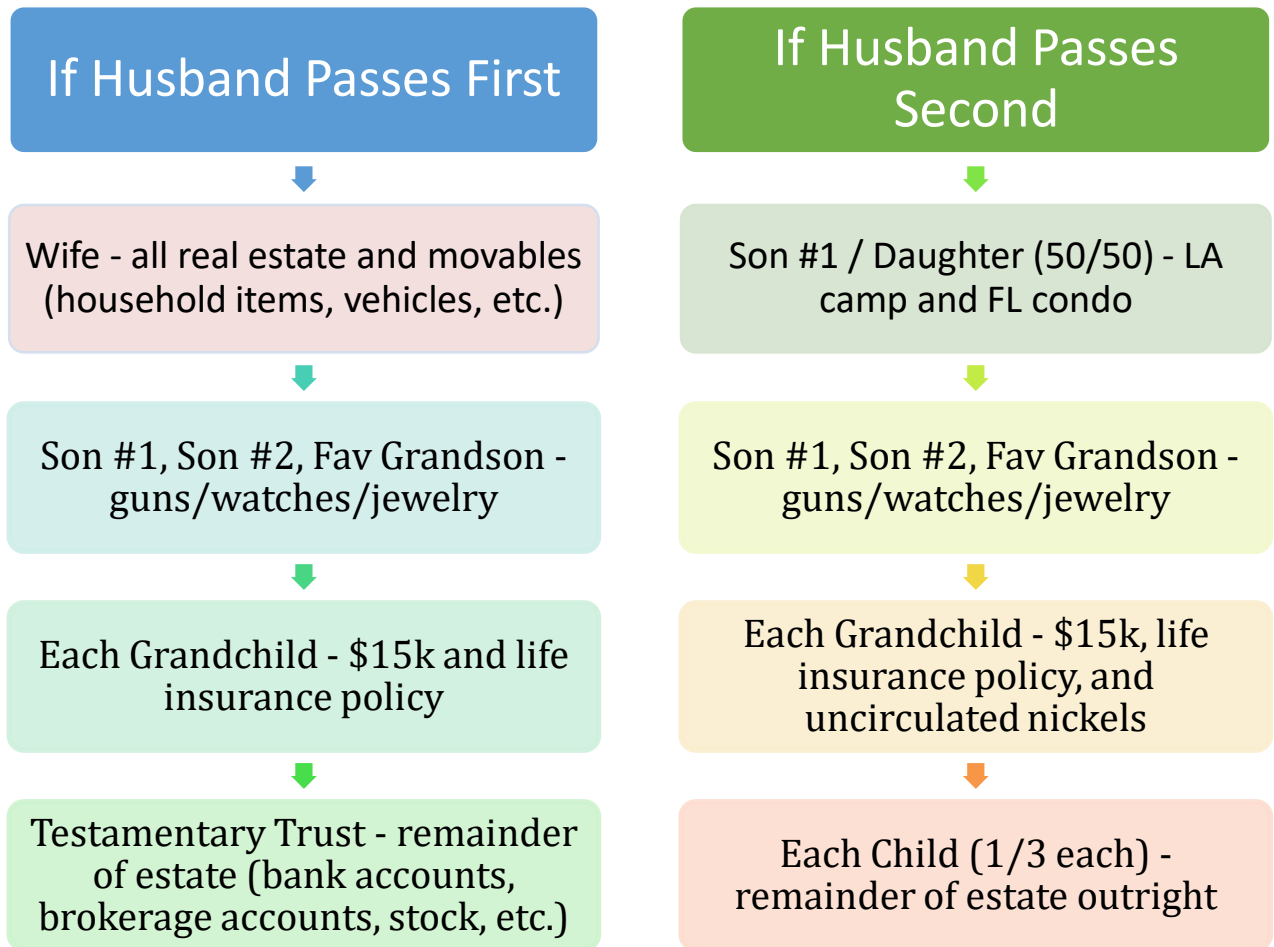 If Husband Passes First
Wife - all real estate and movables
(household items, vehicles, etc.)
Son #1, Son #2, Fav Grandson -
guns/watches/jewelry
Each Grandchild - $15k and life
insurance policy
Testamentary Trust - remainder
of estate (bank accounts,
brokerage accounts, stock, etc.)
If Husband Passes
Second
Son #1 / Daughter (50/50) - LA
camp and FL condo
Son #1, Son #2, Fav Grandson -
guns/watches/jewelry
Each Grandchild - $15k, life
insurance policy, and
uncirculated nickels
Each Child (1/3 each) -
remainder of estate outright